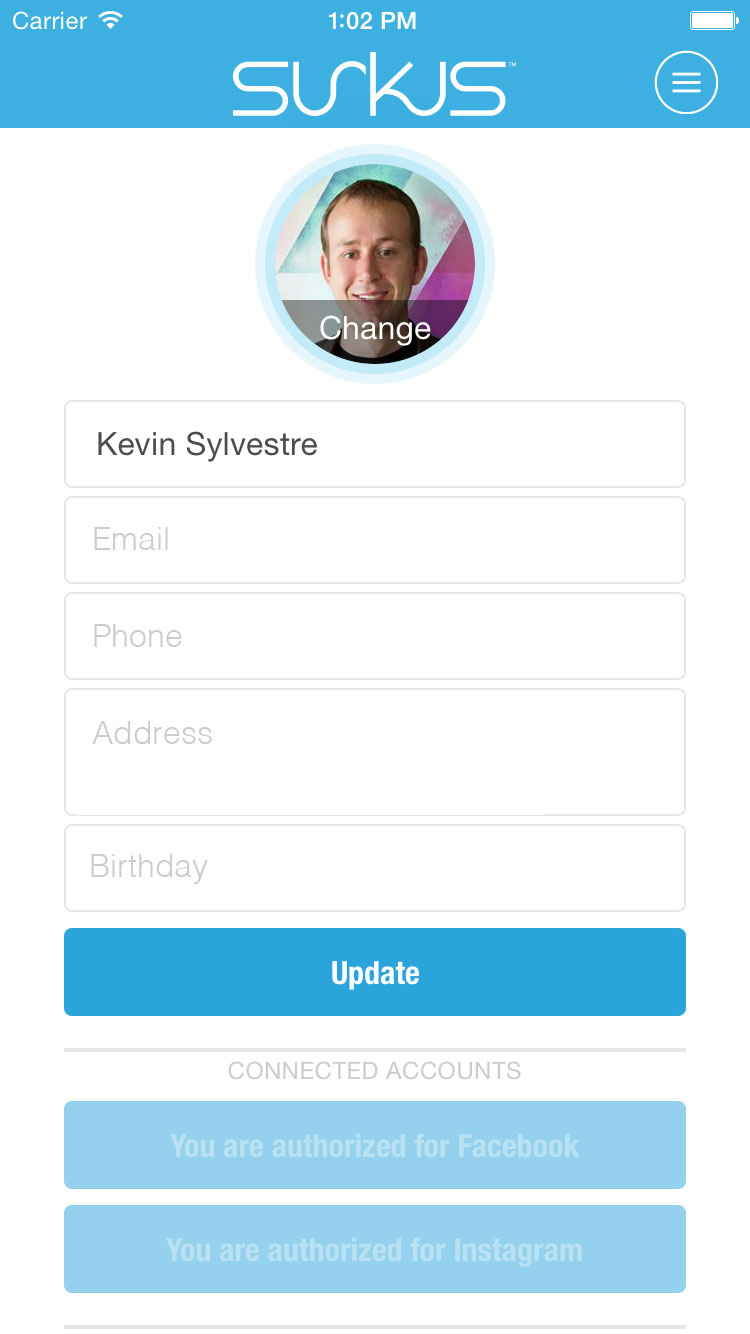 Carrier 1:02 PM
SURKUS™
Change
Kevin Sylvestre
Email
Phone
Address
Birthday
Update
CONNECTED ACCOUNTS
You are authorized for Facebook
You are authorized for Instagram